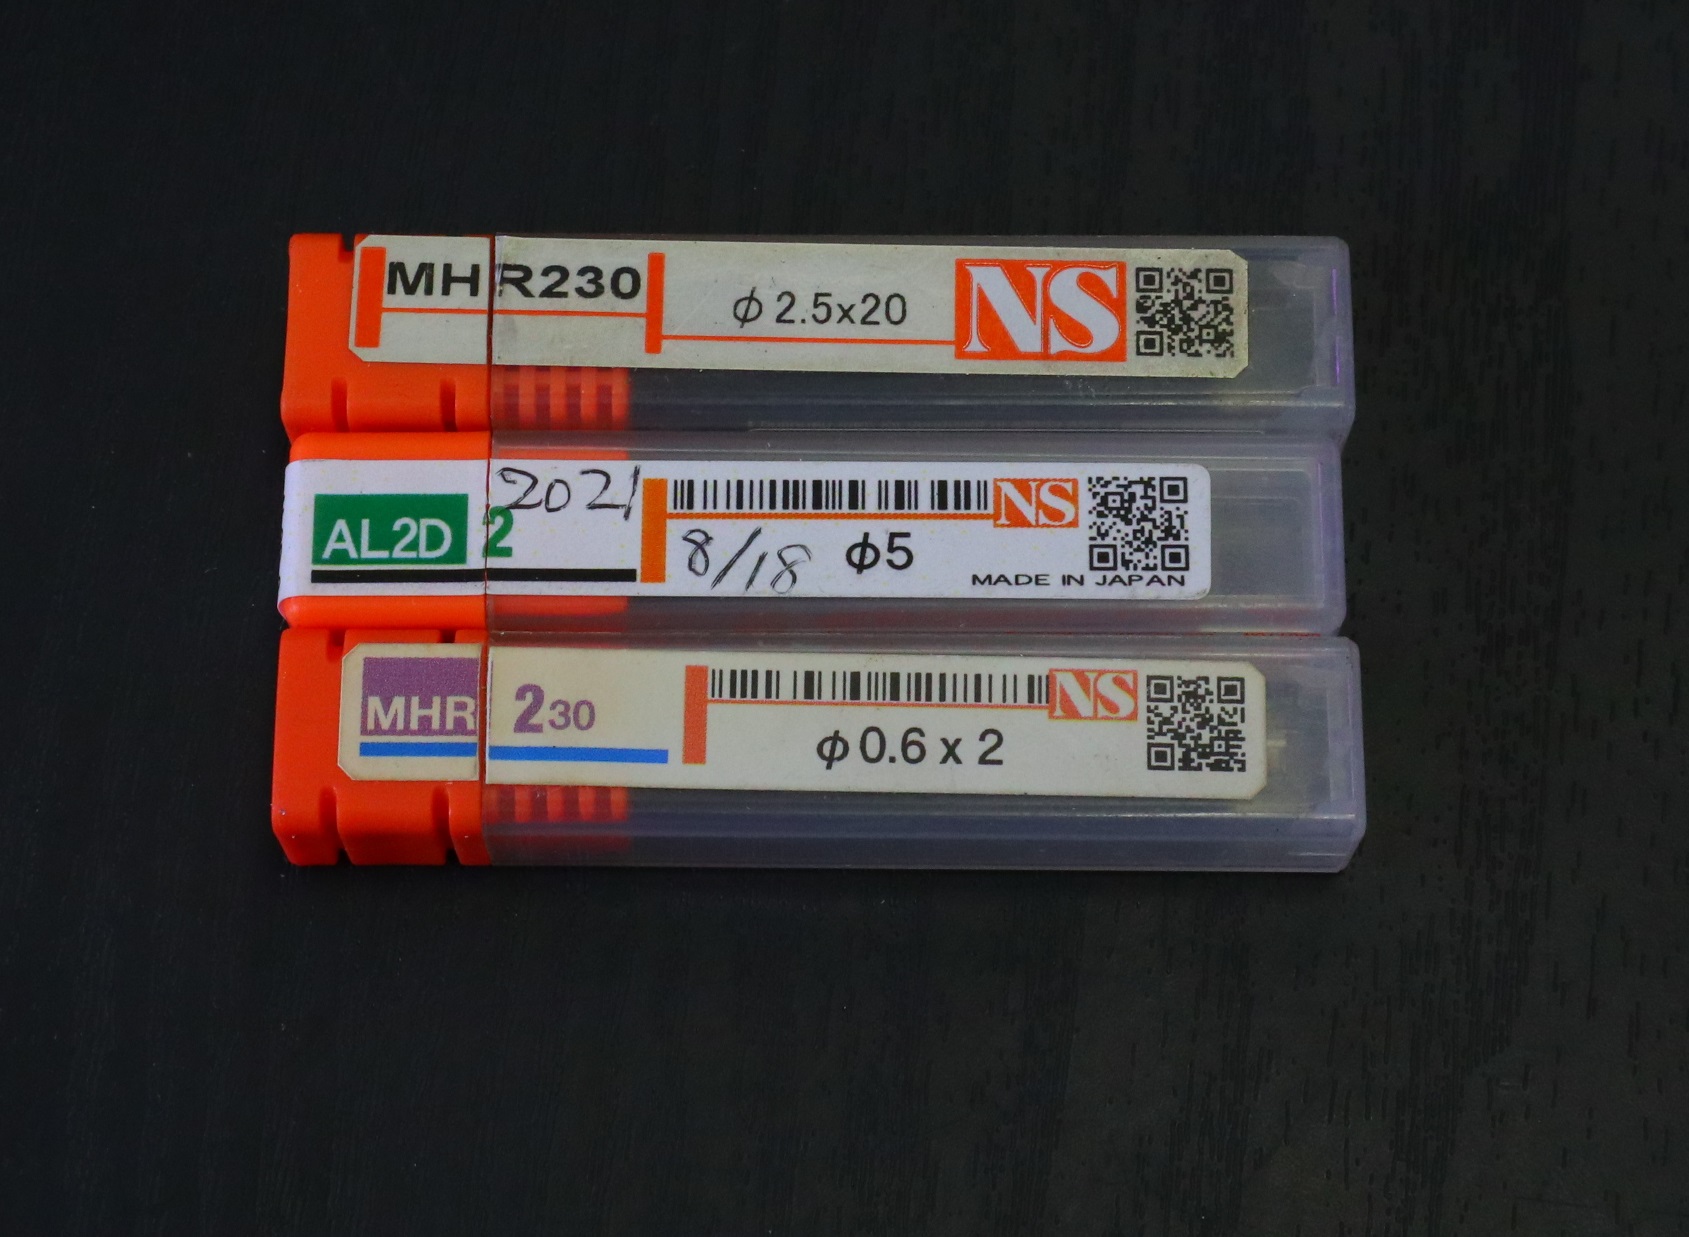 MHR230
φ2.5x20
NS
2021
NS
AL2D 2
8/18 φ5
MADE IN JAPAN
MHR 230
NS
φ0.6 x 2